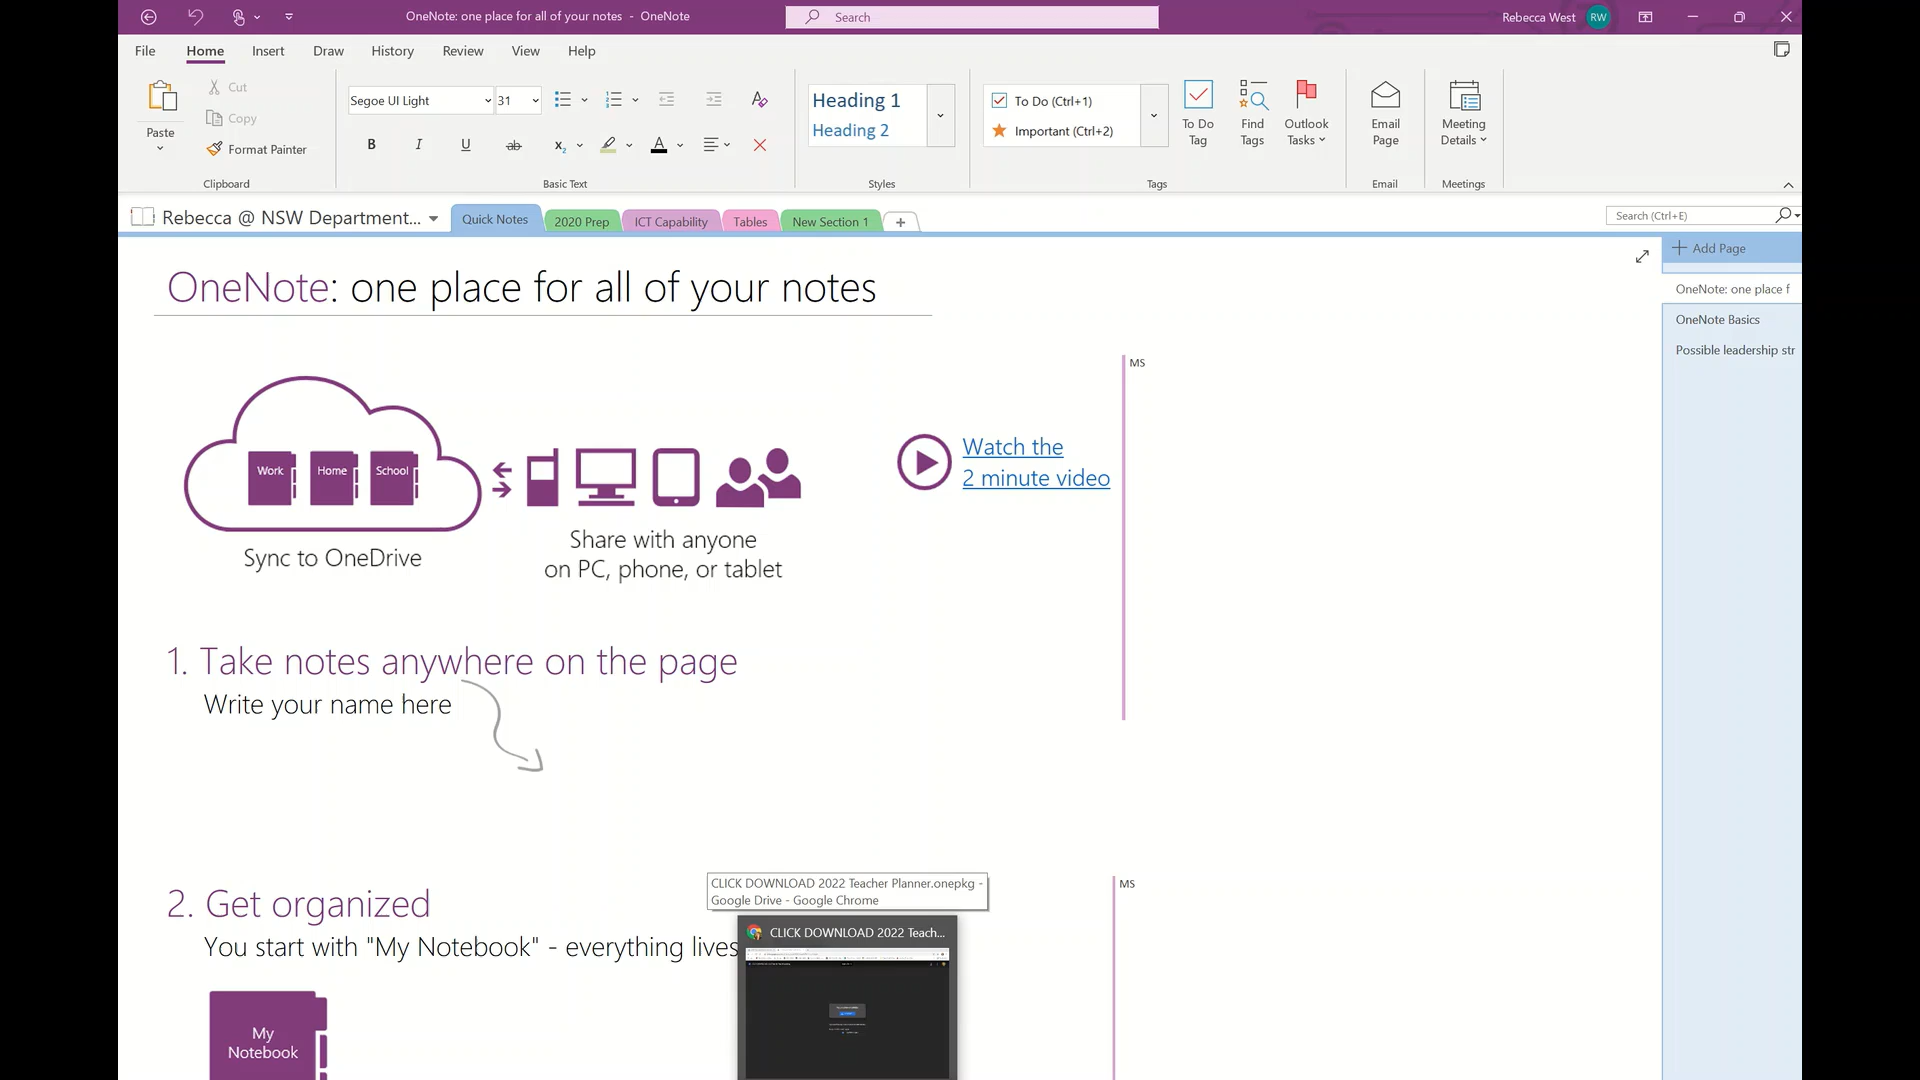 OneNote: one place for all of your notes - OneNote
Search
Rebecca West
RW
File
Home
Insert
Draw
History
Review
View
Help
Paste
Cut
Copy
Format Painter
Clipboard
Segoe UI Light
31
B
I
U
ab
x₂
A
Basic Text
Heading 1
Heading 2
Styles
To Do (Ctrl+1)
Important (Ctrl+2)
To Do
Tag
Find
Tags
Outlook
Tasks
Tags
Email
Page
Email
Meeting
Details
Meetings
Rebecca @ NSW Department...
Quick Notes
2020 Prep
ICT Capability
Tables
New Section 1
Search (Ctrl+E)
Add Page
OneNote: one place f
OneNote Basics
Possible leadership str
OneNote: one place for all of your notes
MS
Work
Home
School
Sync to OneDrive
Share with anyone
on PC, phone, or tablet
Watch the
2 minute video
1. Take notes anywhere on the page
Write your name here
2. Get organized
You start with "My Notebook" - everything lives
MS
My
Notebook
CLICK DOWNLOAD 2022 Teacher Planner.onepkg -
Google Drive - Google Chrome
CLICK DOWNLOAD 2022 Teach...